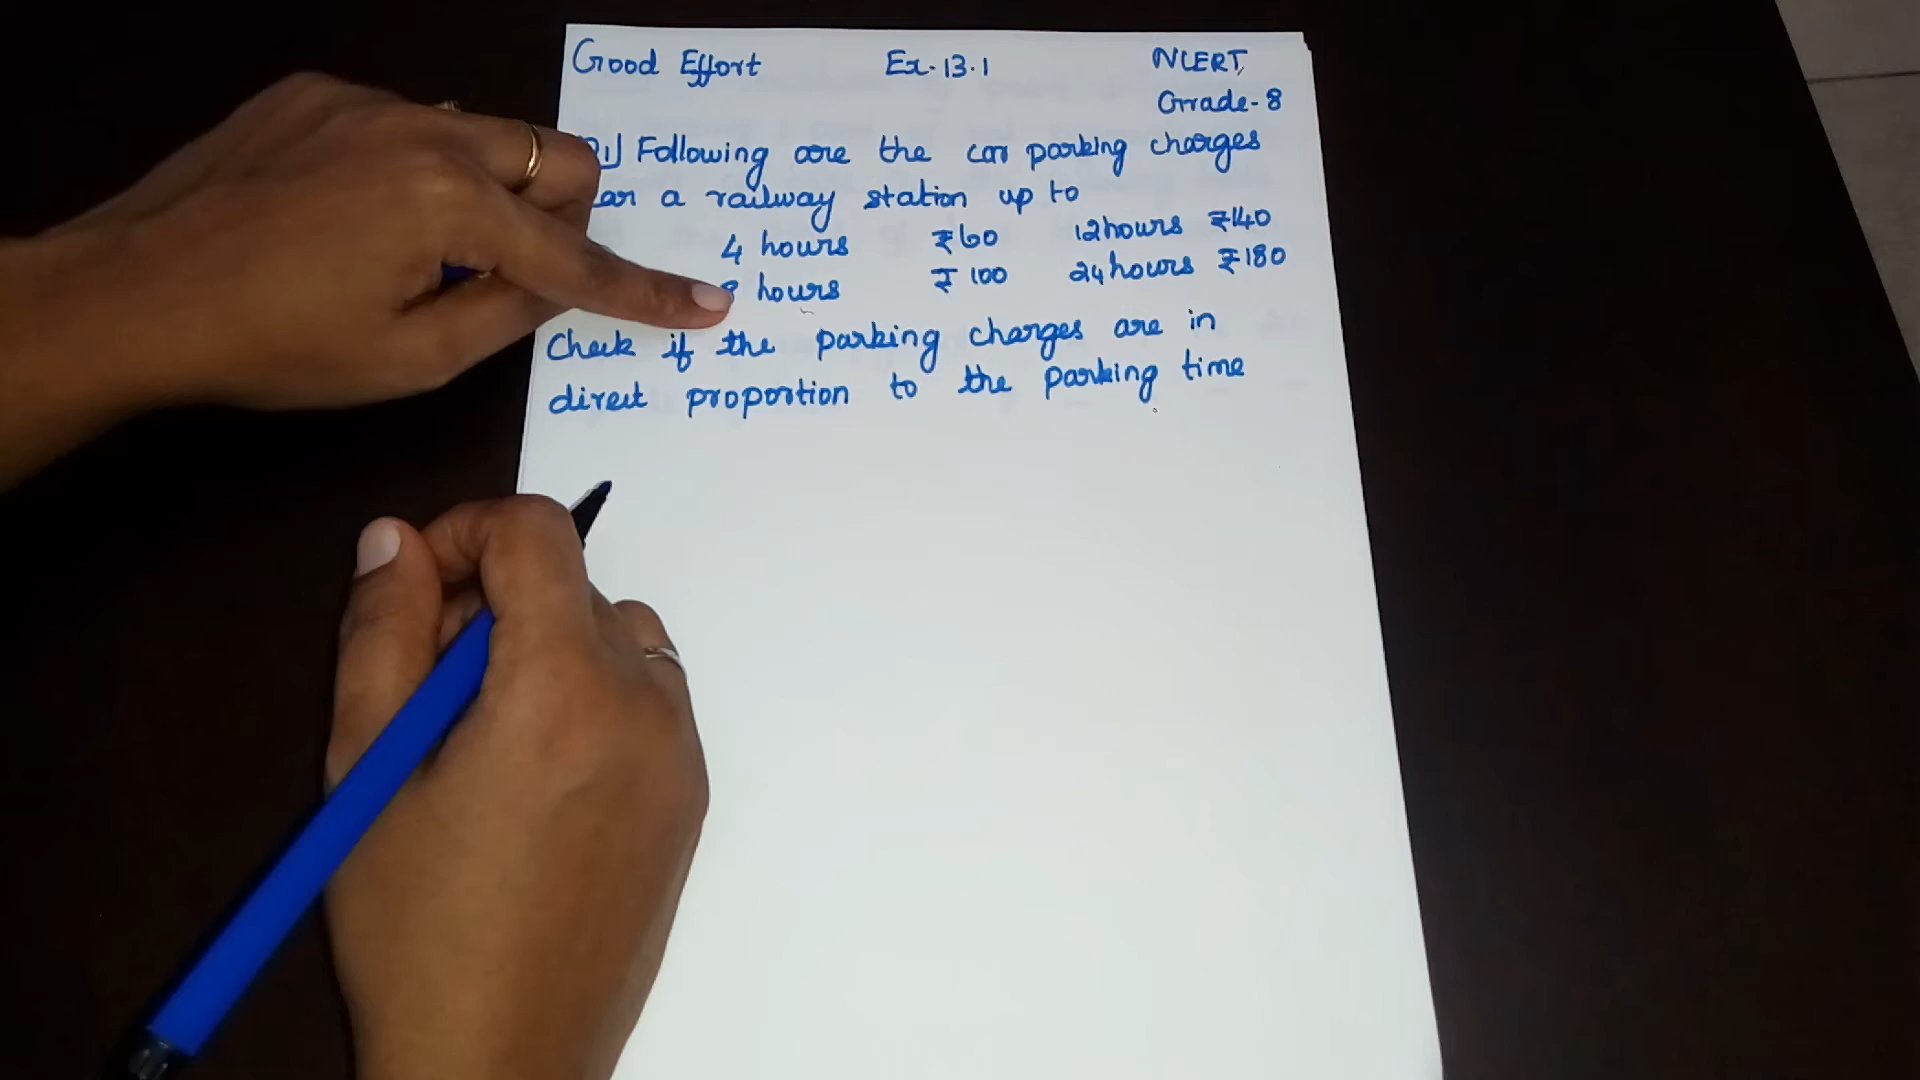 Good Effort Ex. 13.1 NCERT,
Grade-8
Q1] Following are the car parking charges
a railway station up to
4 hours ₹60 12hours ₹140
8 hours ₹100 24hours ₹180
Check if the parking charges are in
direct proportion to the parking time